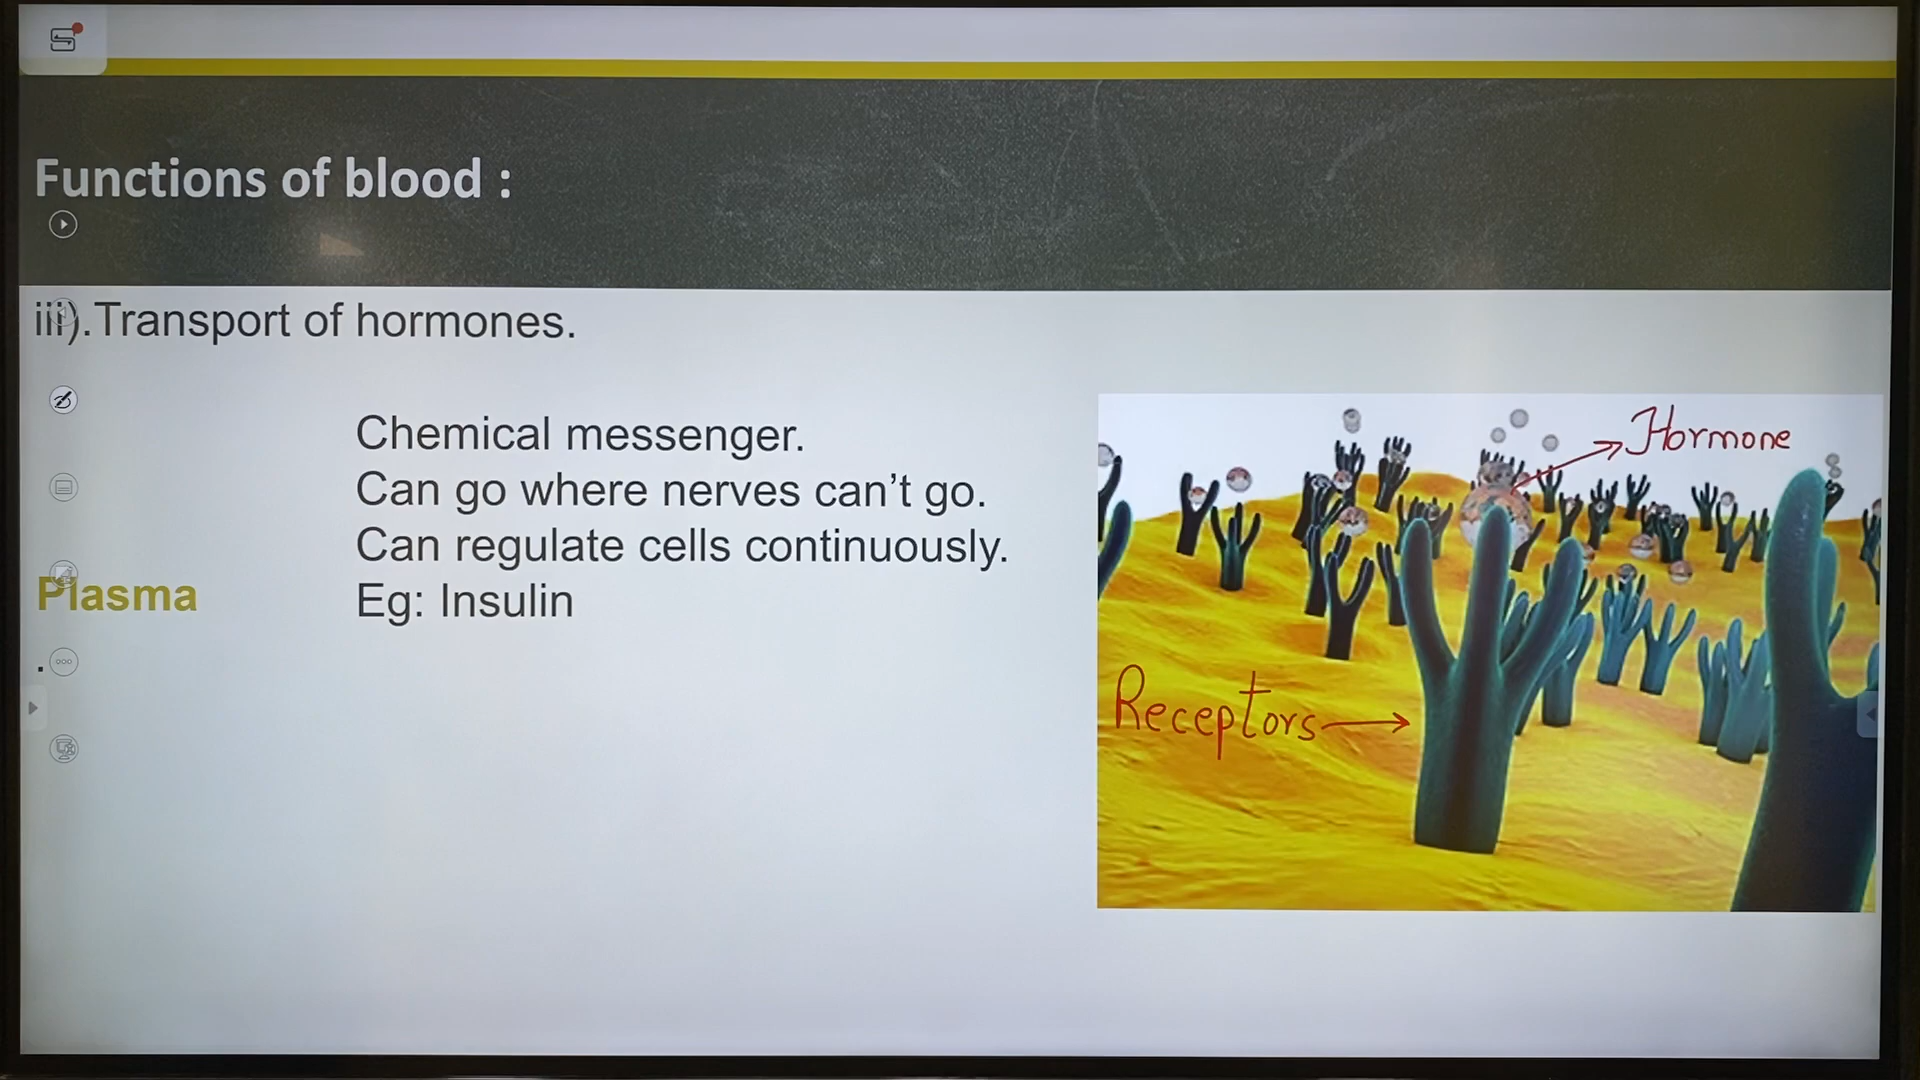 Functions of blood :
iii).Transport of hormones.
Chemical messenger.
Can go where nerves can’t go.
Can regulate cells continuously.
Plasma
Eg: Insulin
.
Hormone
Receptors